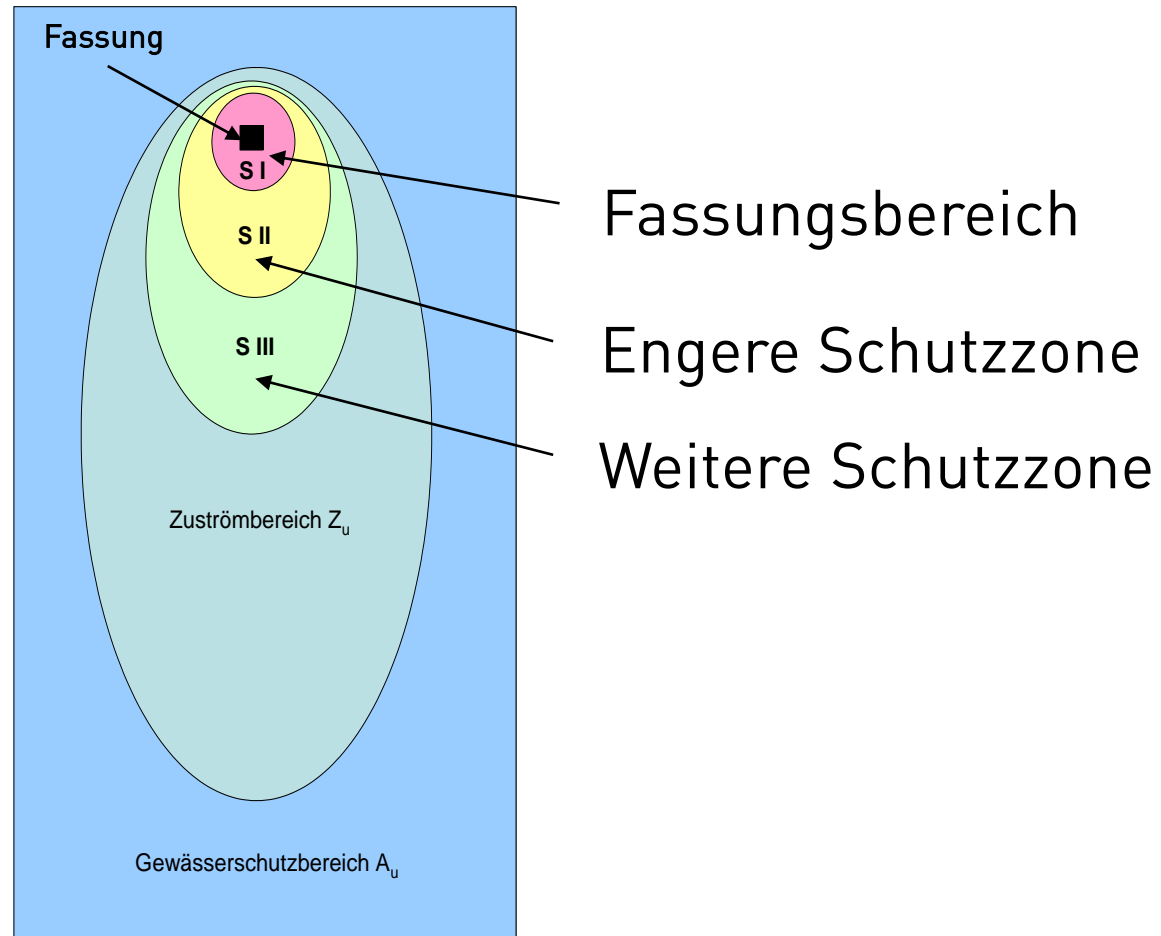 Fassung
S I
Fassungsbereich
S II
Engere Schutzzone
S III
Weitere Schutzzone
Zuströmbereich Zu
Gewässerschutzbereich Au